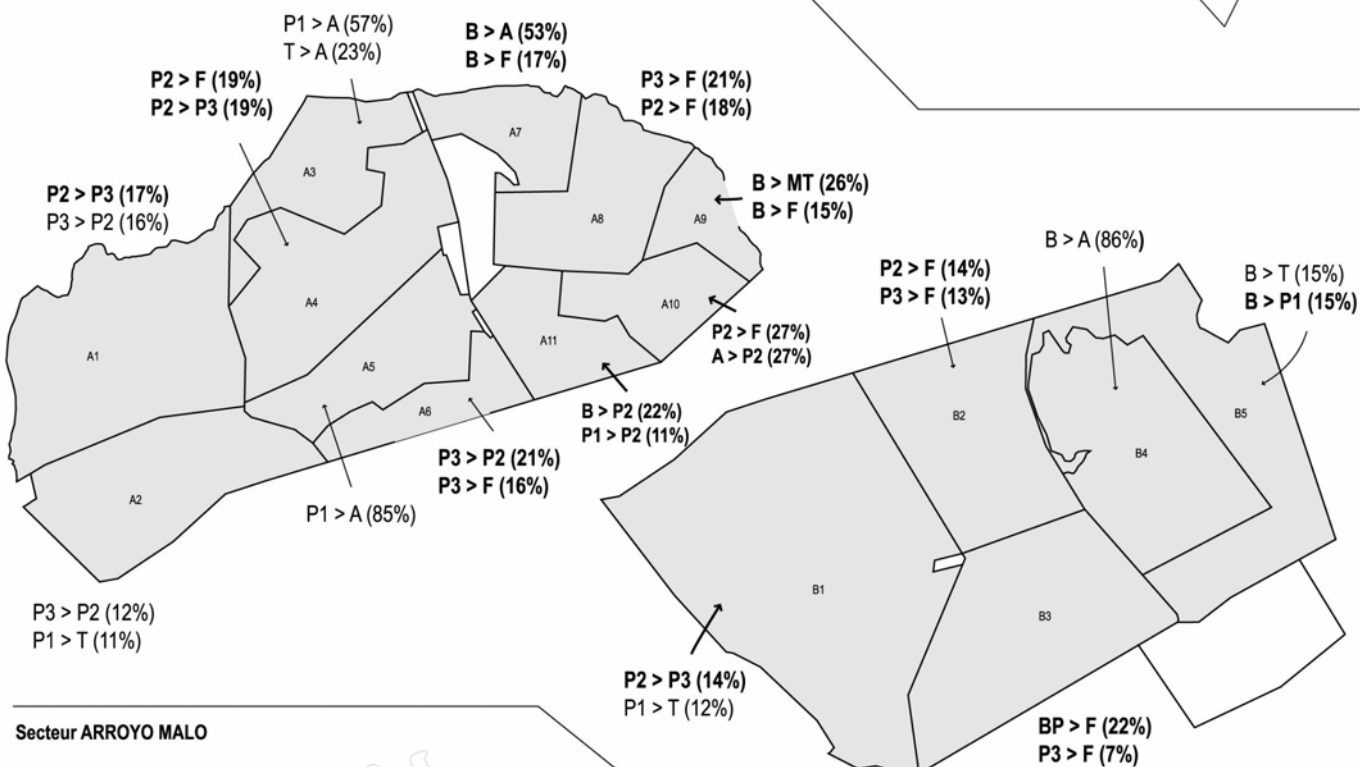 P1 > A (57%)
T > A (23%)
B > A (53%)
B > F (17%)
P2 > F (19%)
P2 > P3 (19%)
P3 > F (21%)
P2 > F (18%)
A7
A3
P2 > P3 (17%)
P3 > P2 (16%)
B > MT (26%)
B > F (15%)
A8
A9
B > A (86%)
P2 > F (14%)
P3 > F (13%)
B > T (15%)
B > P1 (15%)
A4
A10
A1
A11
A5
P2 > F (27%)
A > P2 (27%)
A6
B > P2 (22%)
P1 > P2 (11%)
B2
B5
B4
P3 > P2 (21%)
P3 > F (16%)
A2
P1 > A (85%)
B1
B3
P3 > P2 (12%)
P1 > T (11%)
P2 > P3 (14%)
P1 > T (12%)
Secteur ARROYO MALO
BP > F (22%)
P3 > F (7%)